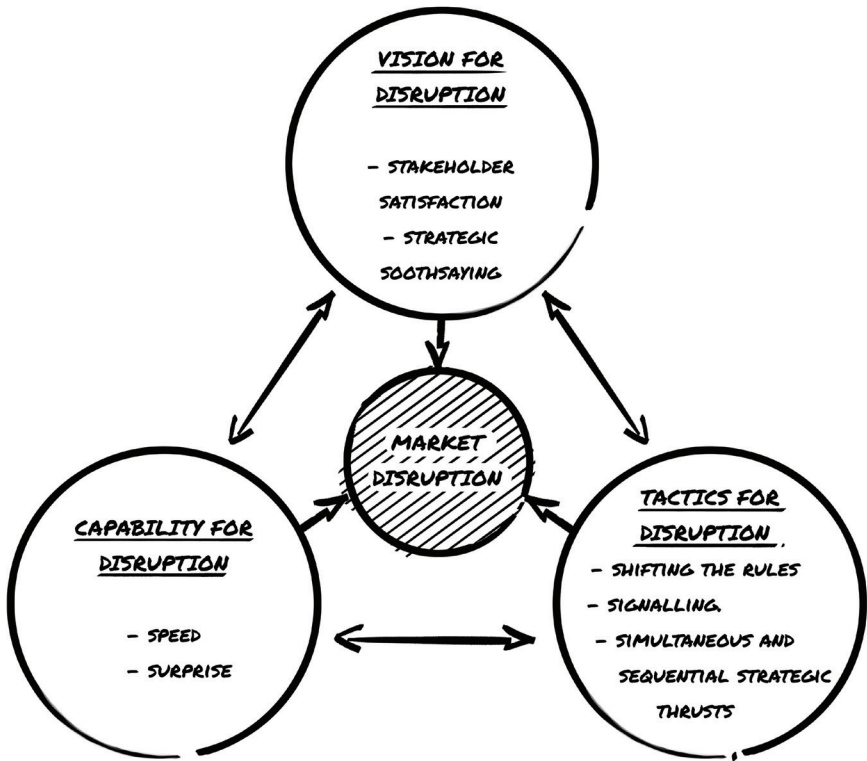 VISION FOR
DISRUPTION
- STAKEHOLDER
SATISFACTION
- STRATEGIC
SOOTHSAYING
MARKET
DISRUPTION
CAPABILITY FOR
DISRUPTION
- SPEED
- SURPRISE
TACTICS FOR
DISRUPTION
- SHIFTING THE RULES
- SIGNALLING
- SIMULTANEOUS AND
SEQUENTIAL STRATEGIC
THRUSTS